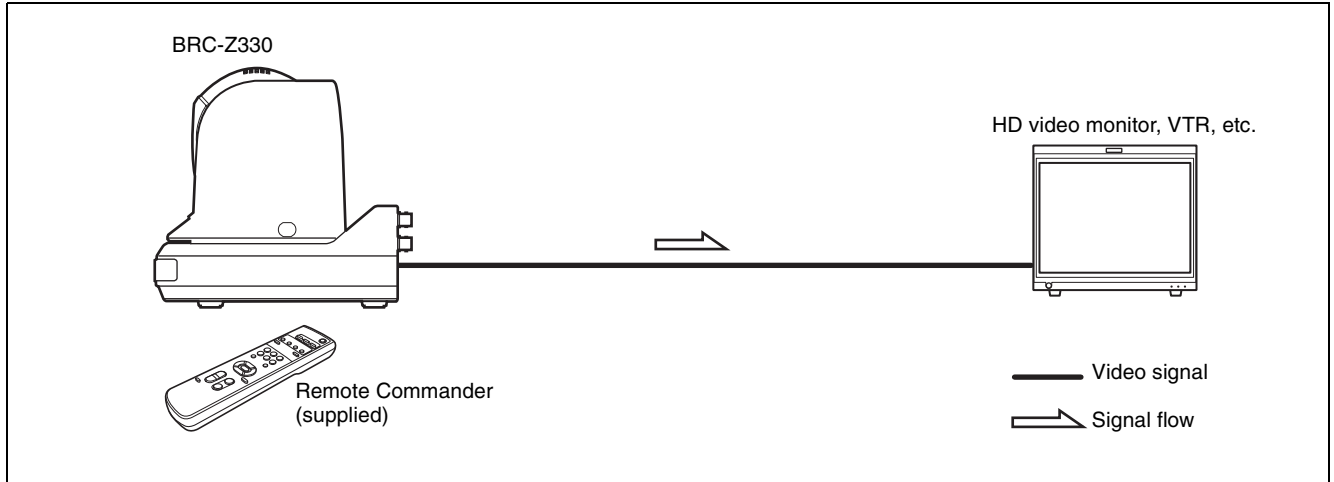 BRC-Z330
HD video monitor, VTR, etc.
Remote Commander
(supplied)
Video signal
Signal flow